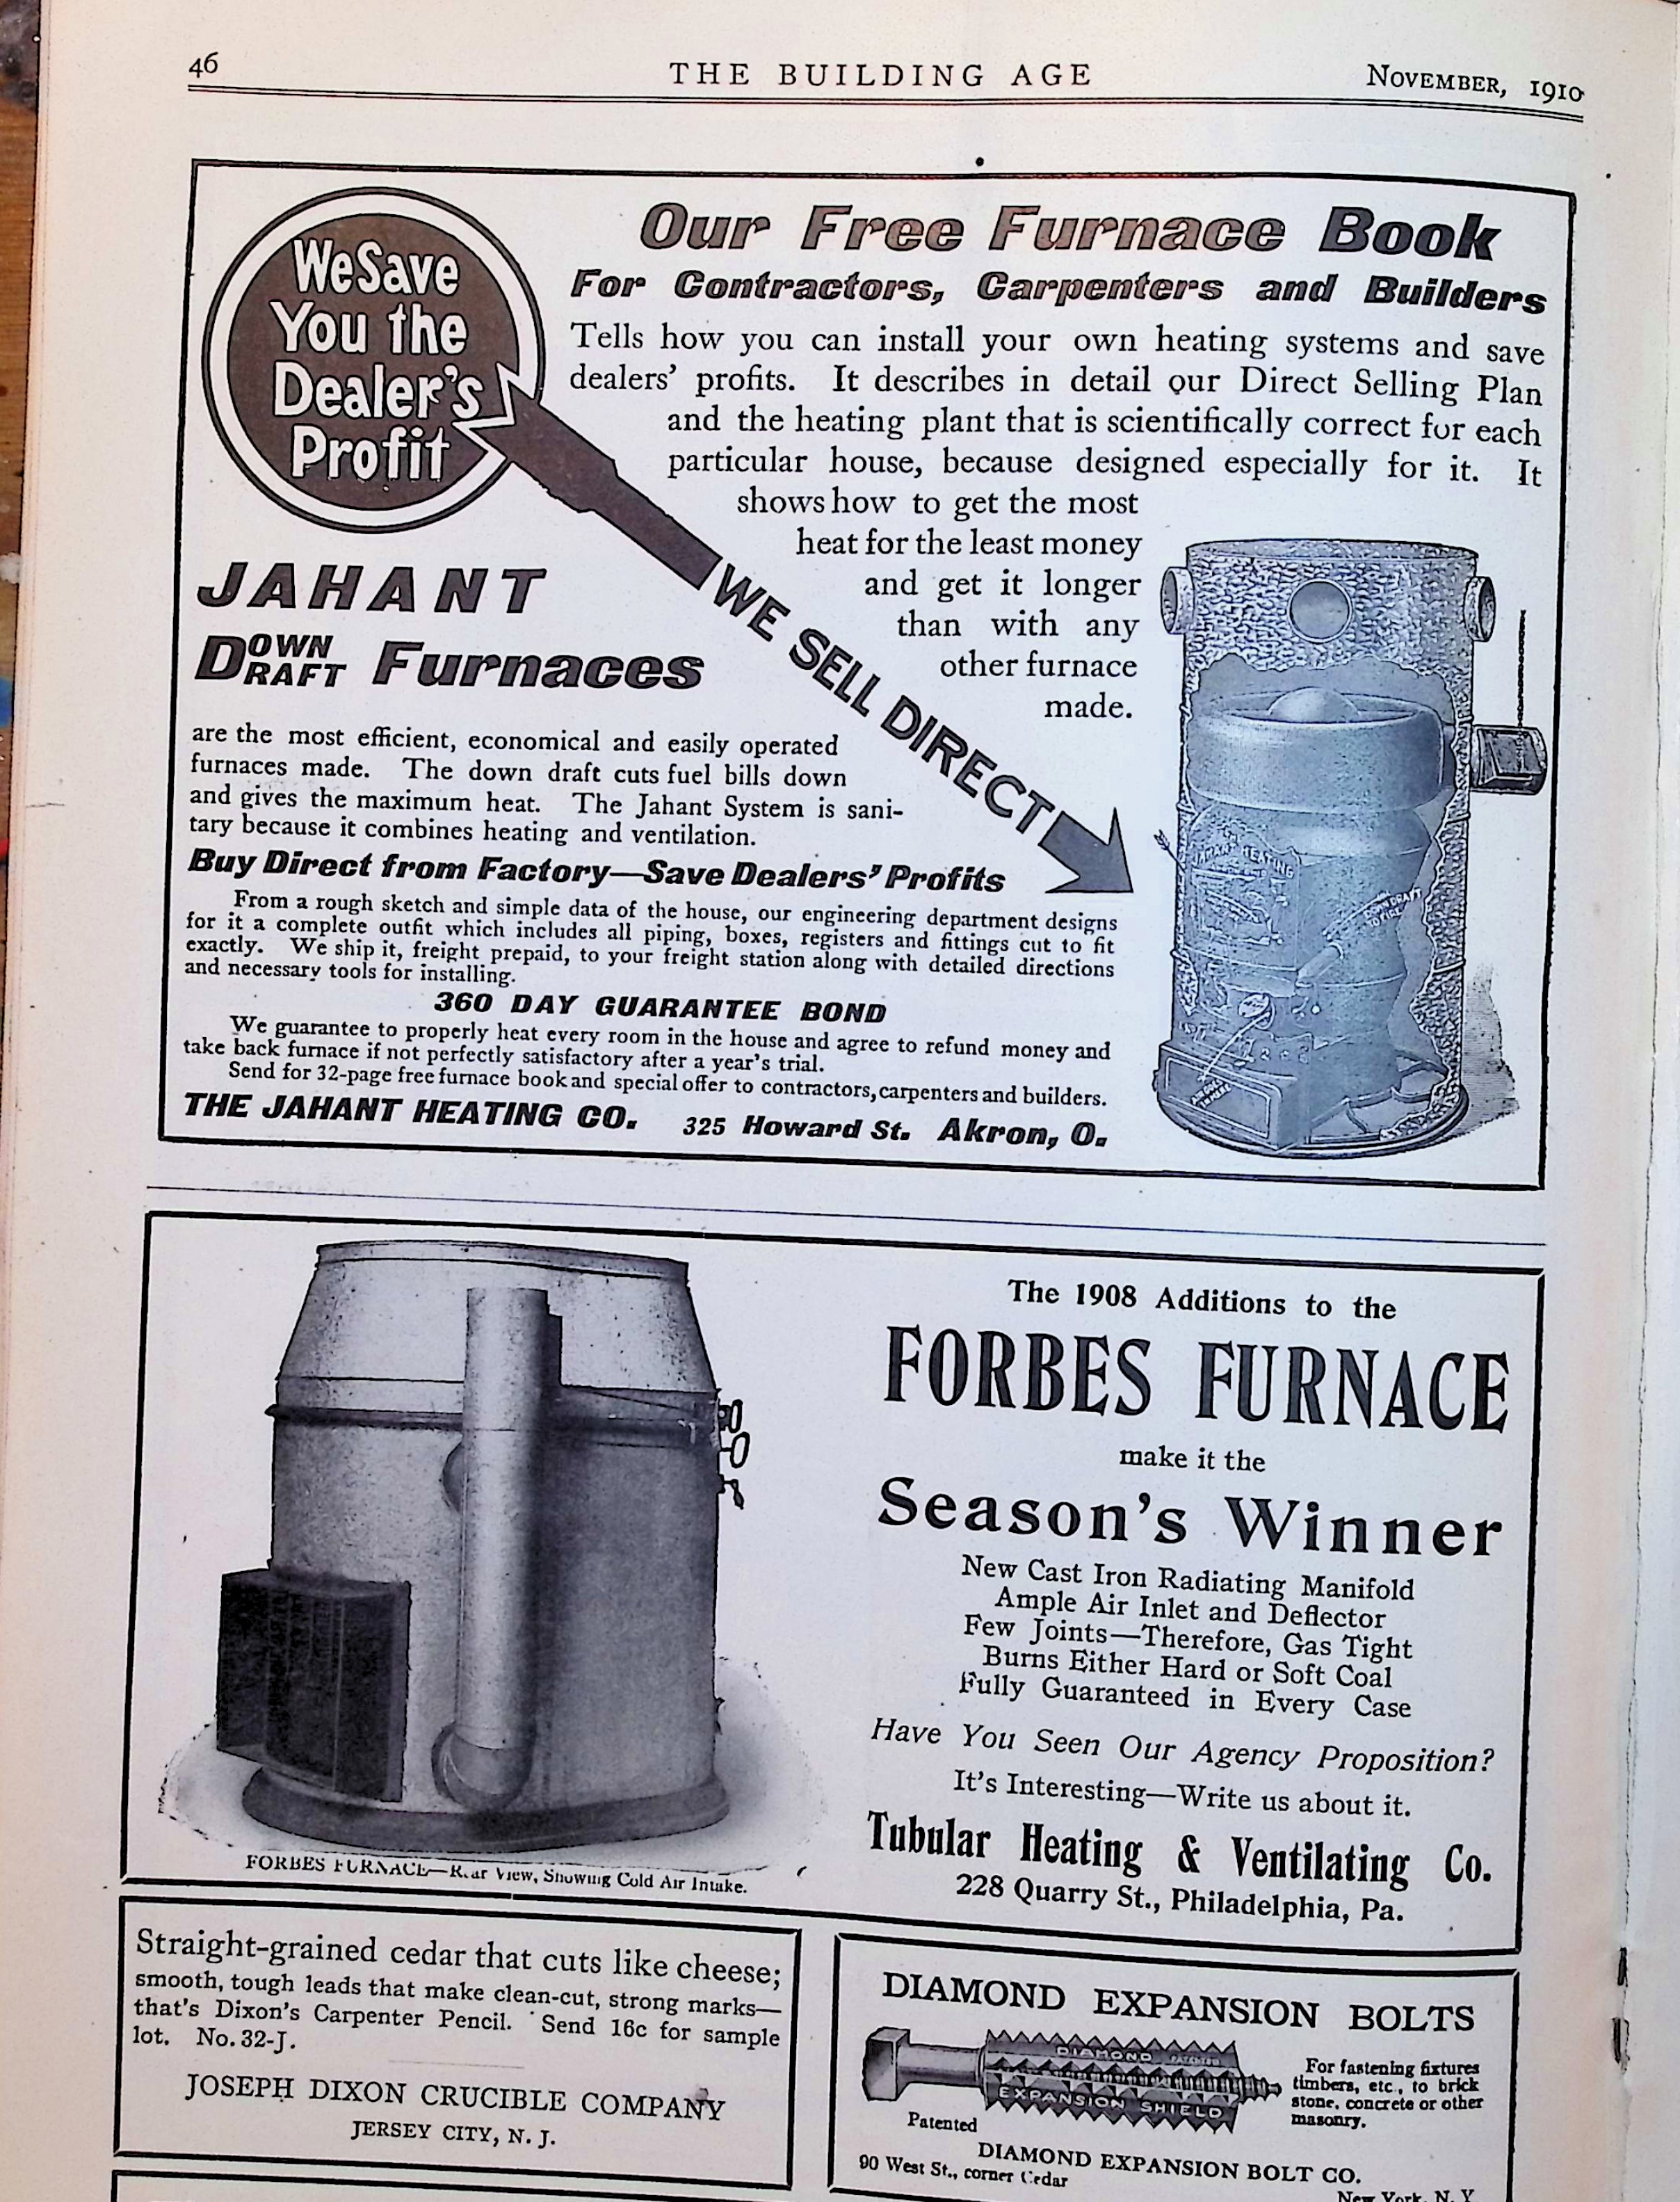 46
THE BUILDING AGE
November, 1910
We Save
You the
Dealer's
Profit
WE SELL DIRECT
Our Free Furnace Book
For Contractors, Carpenters and Builders
Tells how you can install your own heating systems and save
dealers' profits. It describes in detail our Direct Selling Plan
and the heating plant that is scientifically correct for each
particular house, because designed especially for it. It
shows how to get the most
heat for the least money
and get it longer
than with any
other furnace
made.
JAHANT
DOWN DRAFT Furnaces
are the most efficient, economical and easily operated
furnaces made. The down draft cuts fuel bills down
and gives the maximum heat. The Jahant System is sani-
tary because it combines heating and ventilation.
Buy Direct from Factory—Save Dealers' Profits
From a rough sketch and simple data of the house, our engineering department designs
for it a complete outfit which includes all piping, boxes, registers and fittings cut to fit
exactly. We ship it, freight prepaid, to your freight station along with detailed directions
and necessary tools for installing.
360 DAY GUARANTEE BOND
We guarantee to properly heat every room in the house and agree to refund money and
take back furnace if not perfectly satisfactory after a year's trial.
Send for 32-page free furnace book and special offer to contractors, carpenters and builders.
THE JAHANT HEATING CO. 325 Howard St. Akron, O.
JAHANT HEATING
DOWN DRAFT
TO FIRE
The 1908 Additions to the
FORBES FURNACE
make it the
Season's Winner
New Cast Iron Radiating Manifold
Ample Air Inlet and Deflector
Few Joints—Therefore, Gas Tight
Burns Either Hard or Soft Coal
Fully Guaranteed in Every Case
Have You Seen Our Agency Proposition?
It's Interesting—Write us about it.
Tubular Heating & Ventilating Co.
228 Quarry St., Philadelphia, Pa.
FORBES FURNACE—Rear View, Showing Cold Air Intake.
Straight-grained cedar that cuts like cheese;
smooth, tough leads that make clean-cut, strong marks—
that's Dixon's Carpenter Pencil. Send 16c for sample
lot. No. 32-J.
JOSEPH DIXON CRUCIBLE COMPANY
JERSEY CITY, N. J.
DIAMOND EXPANSION BOLTS
DIAMOND
EXPANSION SHIELD
Patented
For fastening fixtures
timbers, etc., to brick
stone, concrete or other
masonry.
DIAMOND EXPANSION BOLT CO.
90 West St., corner Cedar
New York, N. Y.